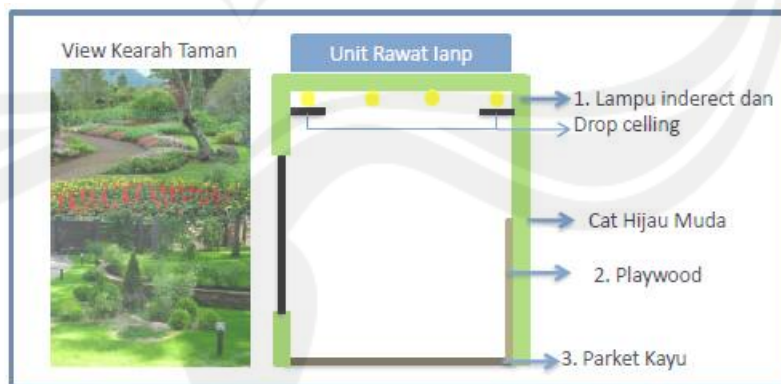 View Kearah Taman
Unit Rawat Ianp
1. Lampu inderect dan
Drop celling
Cat Hijau Muda
2. Playwood
3. Parket Kayu